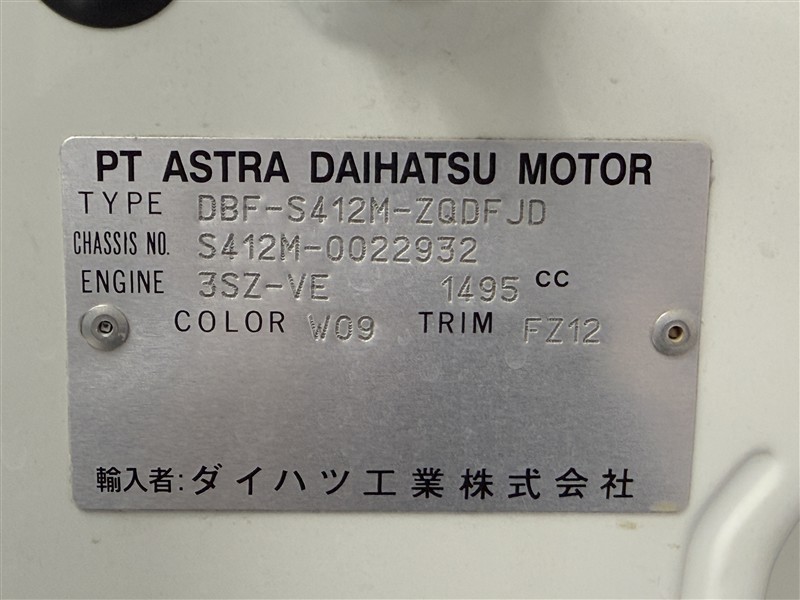 PT ASTRA DAIHATSU MOTOR
TYPE DBF-S412M-ZQDFJD
CHASSIS NO. S412M-0022932
ENGINE 3SZ-VE 1495 CC
COLOR W09 TRIM FZ12
輸入者:ダイハツ工業株式会社